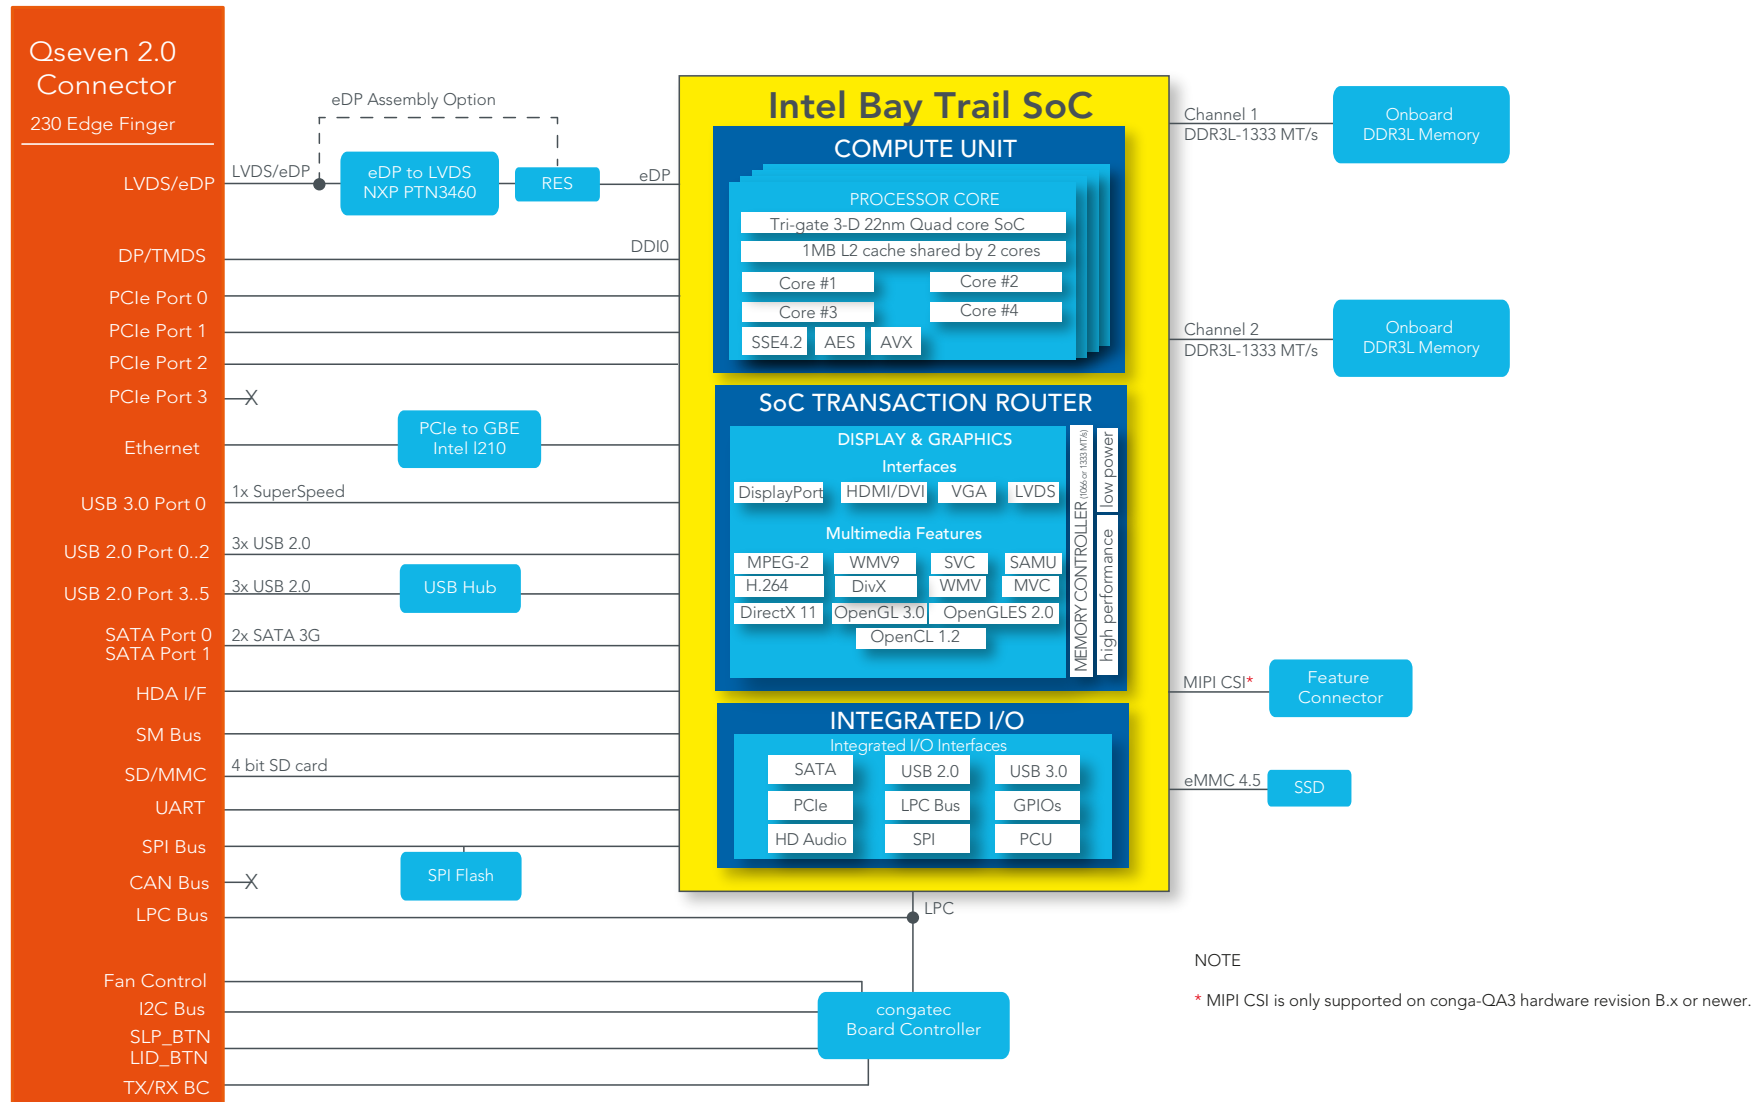 Qseven 2.0
Connector
230 Edge Finger
LVDS/eDP
DP/TMDS
PCIe Port 0
PCIe Port 1
PCIe Port 2
PCIe Port 3
X
Ethernet
USB 3.0 Port 0
USB 2.0 Port 0..2
USB 2.0 Port 3..5
SATA Port 0
SATA Port 1
HDA I/F
SM Bus
SD/MMC
UART
SPI Bus
CAN Bus
X
LPC Bus
Fan Control
I2C Bus
SLP_BTN
LID_BTN
TX/RX BC
eDP Assembly Option
LVDS/eDP
eDP to LVDS
NXP PTN3460
RES
eDP
DDI0
PCIe to GBE
Intel I210
1x SuperSpeed
3x USB 2.0
3x USB 2.0
USB Hub
2x SATA 3G
4 bit SD card
SPI Flash
Intel Bay Trail SoC
COMPUTE UNIT
PROCESSOR CORE
Tri-gate 3-D 22nm Quad core SoC
1MB L2 cache shared by 2 cores
Core #1
Core #2
Core #3
Core #4
SSE4.2
AES
AVX
SoC TRANSACTION ROUTER
DISPLAY & GRAPHICS
Interfaces
DisplayPort
HDMI/DVI
VGA
LVDS
Multimedia Features
MPEG-2
WMV9
SVC
SAMU
H.264
DivX
WMV
MVC
DirectX 11
OpenGL 3.0
OpenGLES 2.0
OpenCL 1.2
MEMORY CONTROLLER (1066 or 1333 MT/s)
low power
high performance
INTEGRATED I/O
Integrated I/O Interfaces
SATA
USB 2.0
USB 3.0
PCIe
LPC Bus
GPIOs
HD Audio
SPI
PCU
LPC
congatec
Board Controller
Channel 1
DDR3L-1333 MT/s
Onboard
DDR3L Memory
Channel 2
DDR3L-1333 MT/s
Onboard
DDR3L Memory
MIPI CSI*
Feature
Connector
eMMC 4.5
SSD
NOTE
* MIPI CSI is only supported on conga-QA3 hardware revision B.x or newer.